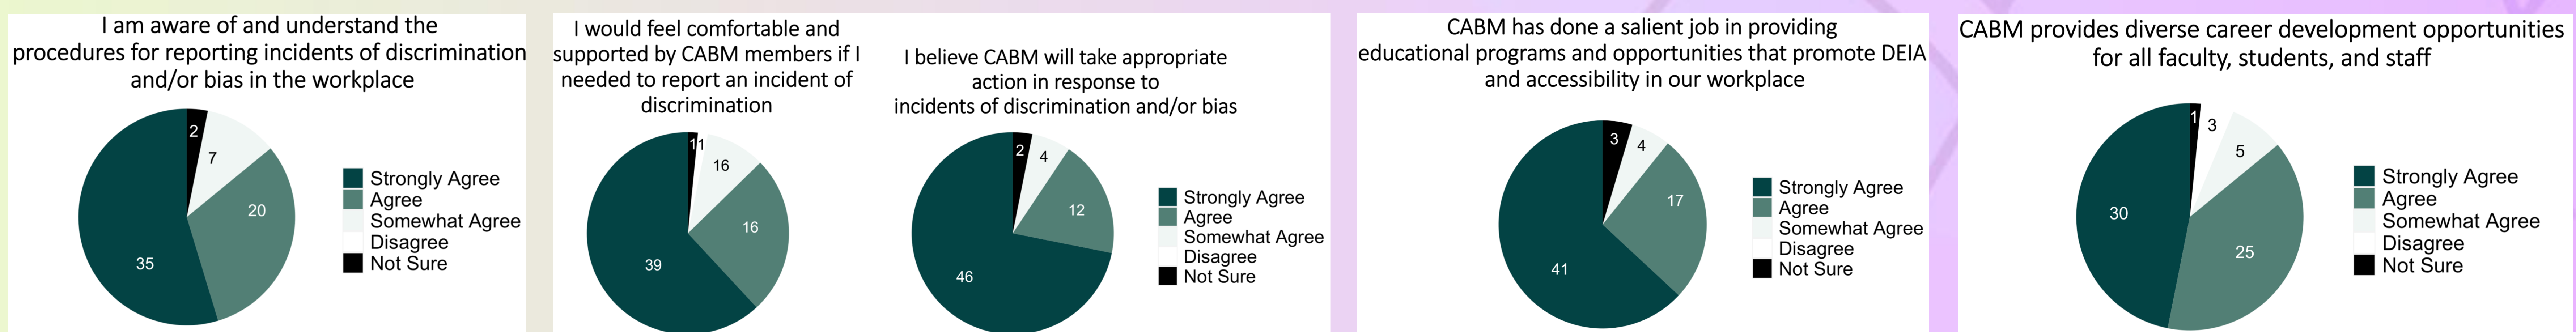 I am aware of and understand the
procedures for reporting incidents of discrimination
and/or bias in the workplace
2
7
20
35
Strongly Agree
Agree
Somewhat Agree
Disagree
Not Sure
I would feel comfortable and
supported by CABM members if I
needed to report an incident of
discrimination
1
1
16
16
39
I believe CABM will take appropriate
action in response to
incidents of discrimination and/or bias
2
4
12
46
Strongly Agree
Agree
Somewhat Agree
Disagree
Not Sure
CABM has done a salient job in providing
educational programs and opportunities that promote DEIA
and accessibility in our workplace
3
4
17
41
Strongly Agree
Agree
Somewhat Agree
Disagree
Not Sure
CABM provides diverse career development opportunities
for all faculty, students, and staff
1
3
5
25
30
Strongly Agree
Agree
Somewhat Agree
Disagree
Not Sure